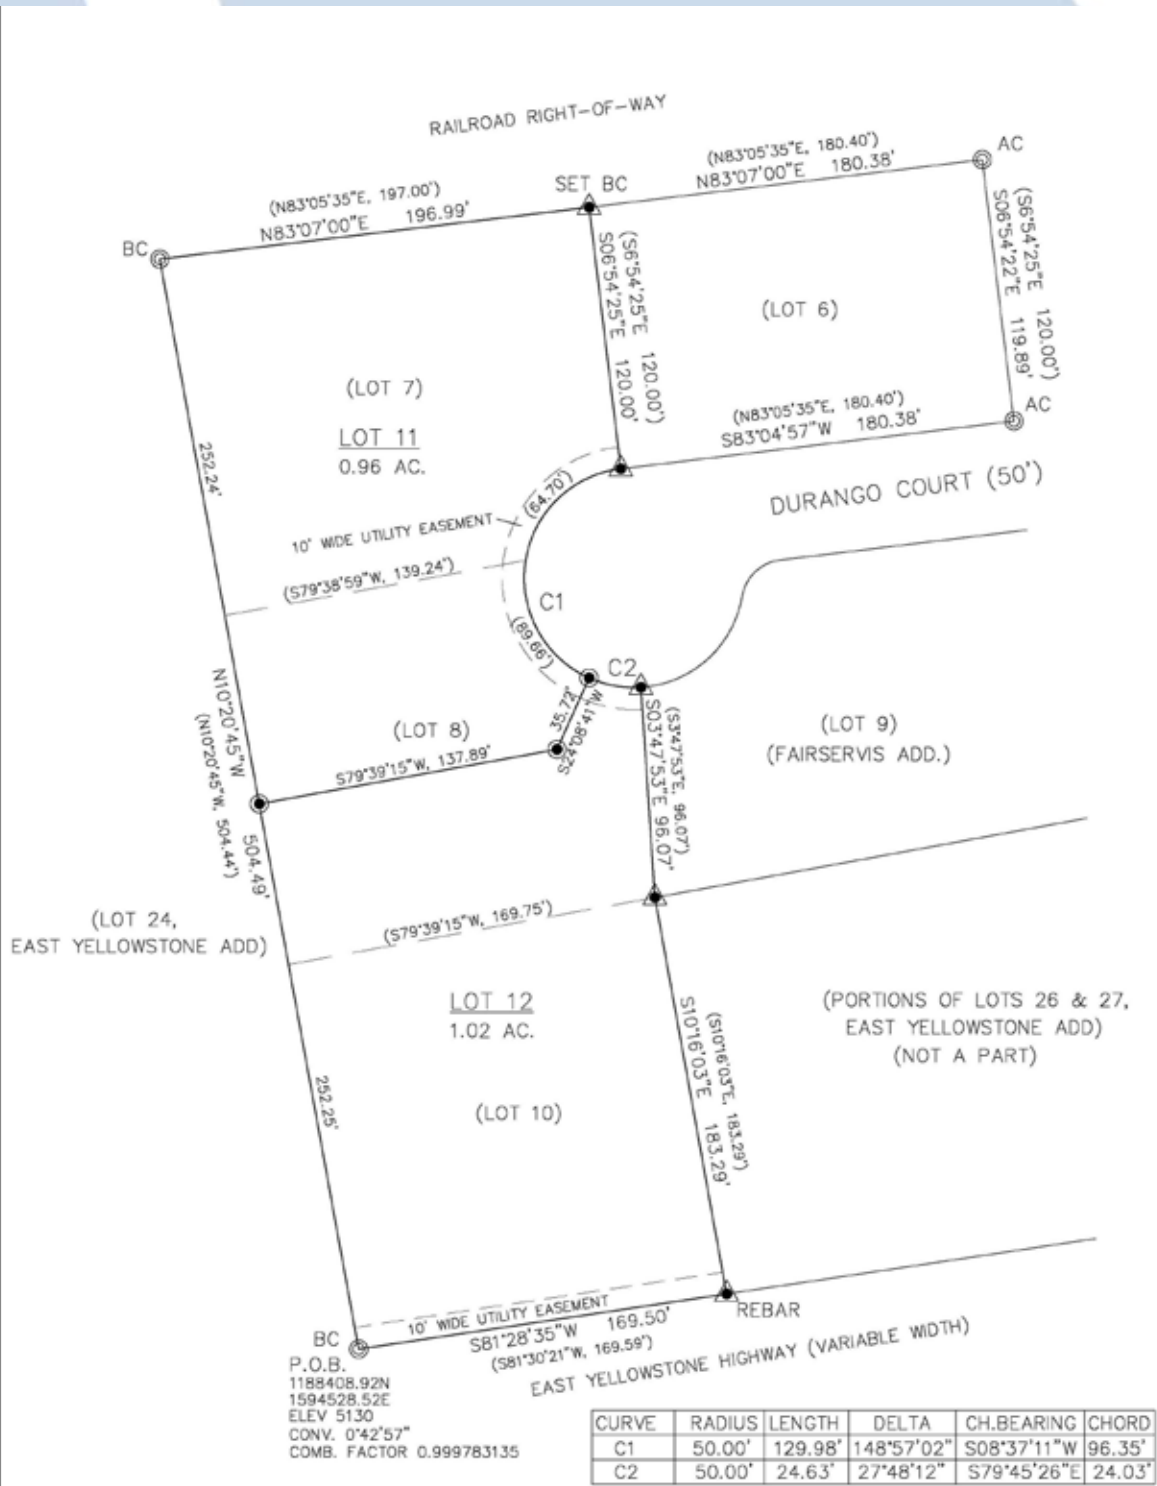 RAILROAD RIGHT-OF-WAY
(N83°05'35"E, 180.40')
N83°07'00"E 180.38'
AC
(N83°05'35"E, 197.00')
N83°07'00"E 196.99'
SET BC
BC
(S6°54'25"E 120.00')
S06°54'25"E 120.00'
(S6°54'25"E 120.00')
S06°54'22"E 119.89'
(LOT 6)
(LOT 7)
LOT 11
0.96 AC.
AC
(N83°05'35"E, 180.40')
S83°04'57"W 180.38'
252.24'
(64.70')
DURANGO COURT (50')
10' WIDE UTILITY EASEMENT
(S79°38'59"W, 139.24')
C1
(89.66')
C2
35.72'
S24°08'41"W
(S3°47'53"E, 96.07')
S03°47'53"E 96.07'
(LOT 8)
S79°39'15"W, 137.89'
(LOT 9)
(FAIRSERVIS ADD.)
N10°20'45"W 504.49'
(N10°20'45"W, 504.44')
(LOT 24,
EAST YELLOWSTONE ADD)
(S79°39'15"W, 169.75')
LOT 12
1.02 AC.
(PORTIONS OF LOTS 26 & 27,
EAST YELLOWSTONE ADD)
(NOT A PART)
(S10°16'03"E, 183.29')
S10°16'03"E 183.29'
252.25'
(LOT 10)
10' WIDE UTILITY EASEMENT
S81°28'35"W 169.50'
(S81°30'21"W, 169.59')
REBAR
EAST YELLOWSTONE HIGHWAY (VARIABLE WIDTH)
BC
P.O.B.
1188408.92N
1594528.52E
ELEV 5130
CONV. 0°42'57"
COMB. FACTOR 0.999783135
CURVE RADIUS LENGTH DELTA CH.BEARING CHORD
C1 50.00' 129.98' 148°57'02" S08°37'11"W 96.35'
C2 50.00' 24.63' 27°48'12" S79°45'26"E 24.03'